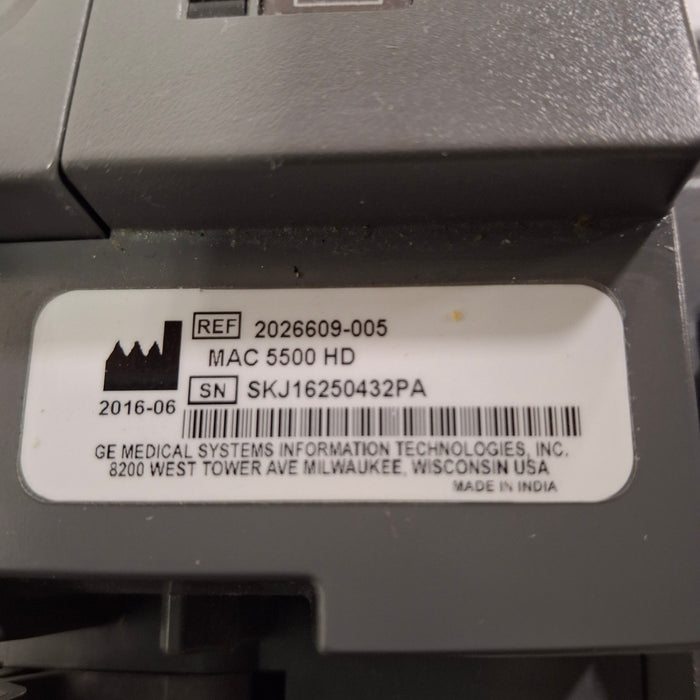 REF 2026609-005
MAC 5500 HD
SN SKJ16250432PA
2016-06
GE MEDICAL SYSTEMS INFORMATION TECHNOLOGIES, INC.
8200 WEST TOWER AVE MILWAUKEE, WISCONSIN USA
MADE IN INDIA